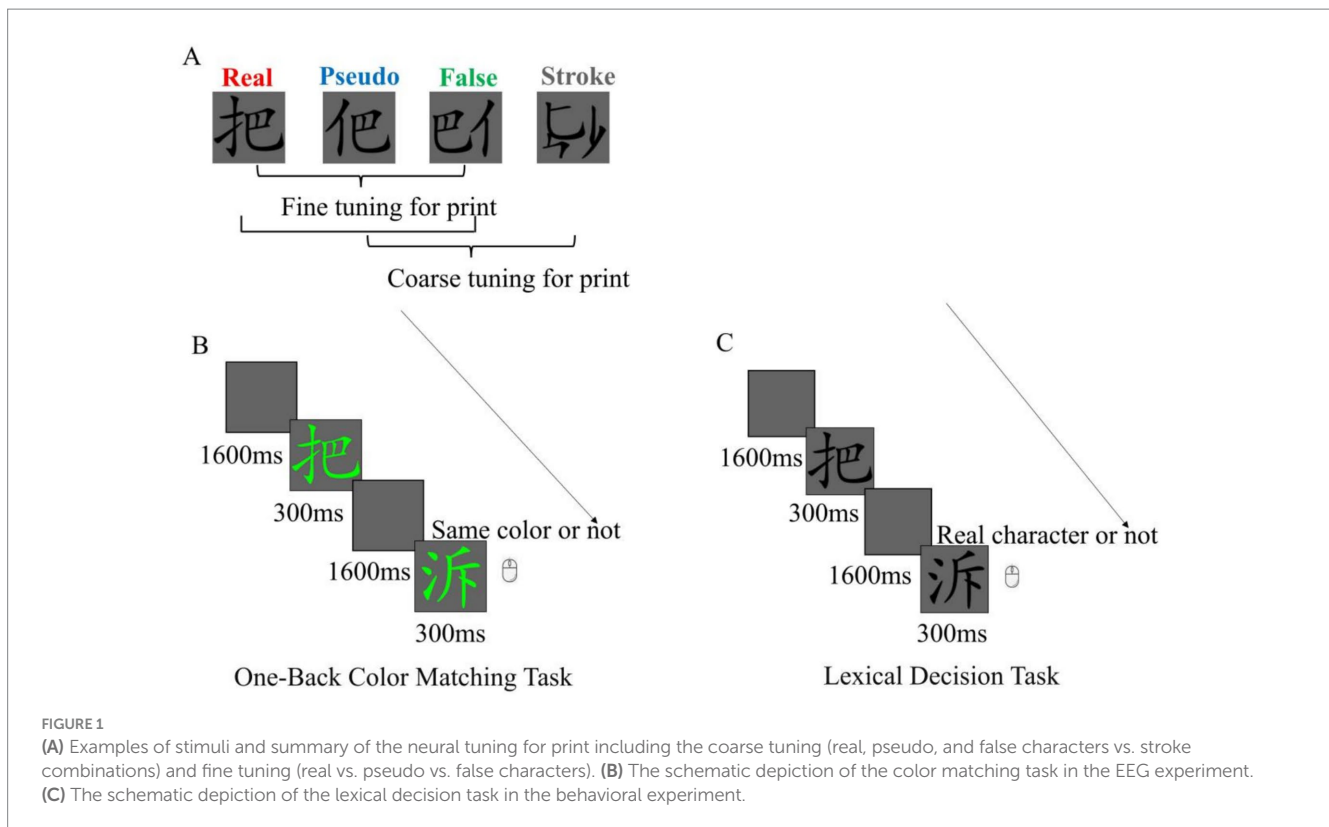 A
Real Pseudo False Stroke
把 巴亻
Fine tuning for print
Coarse tuning for print
B
1600ms
把
300ms
Same color or not
1600ms
泝
300ms
One-Back Color Matching Task
C
1600ms
把
300ms
Real character or not
1600ms
泝
300ms
Lexical Decision Task
FIGURE 1
(A) Examples of stimuli and summary of the neural tuning for print including the coarse tuning (real, pseudo, and false characters vs. stroke
combinations) and fine tuning (real vs. pseudo vs. false characters). (B) The schematic depiction of the color matching task in the EEG experiment.
(C) The schematic depiction of the lexical decision task in the behavioral experiment.